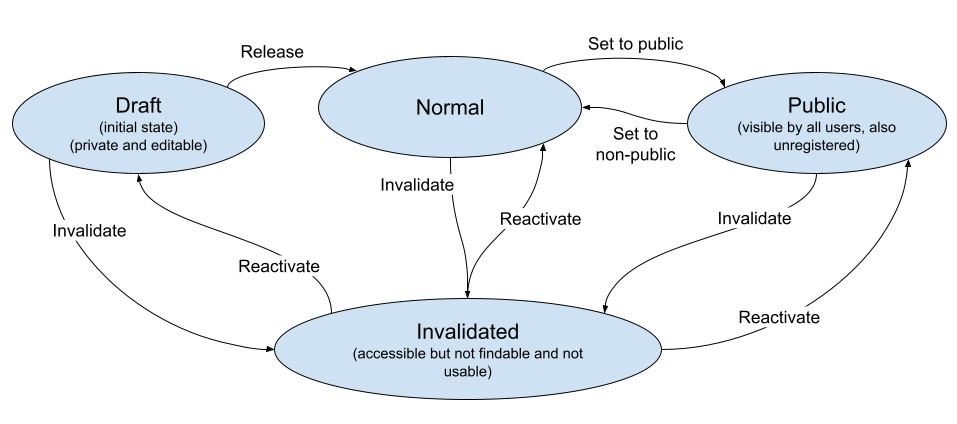 Release
Set to public
Draft
(initial state)
(private and editable)
Normal
Public
(visible by all users, also
unregistered)
Set to
non-public
Invalidate
Reactivate
Invalidate
Invalidate
Reactivate
Reactivate
Invalidated
(accessible but not findable and not
usable)